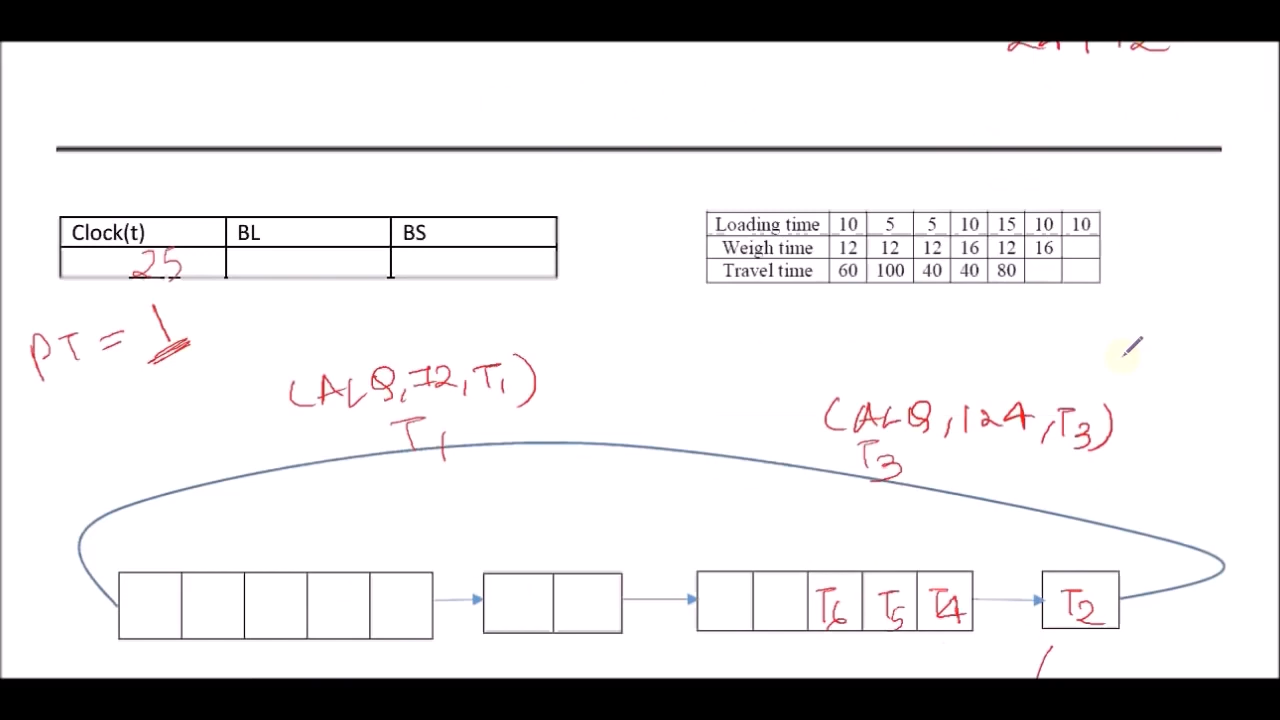 Clock(t) BL BS
25
Loading time 10 5 5 10 15 10 10
Weigh time 12 12 12 16 12 16
Travel time 60 100 40 40 80
PT = 1
(ALQ, 72, T1)
T1
(ALQ, 124, T3)
T3
T6 T5 T4 T2